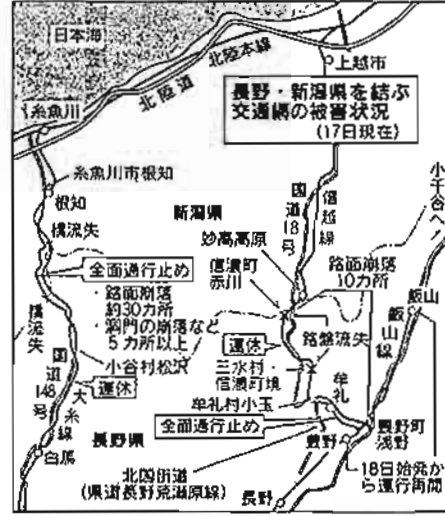 日本海
北陸道
北陸本線
上越市
糸魚川
長野・新潟県を結ぶ
交通網の被害状況
(17日現在)
糸魚川市根知
根知
橋流失
新潟県
国道18号
信越線
妙高高原
小千谷へ
飯山
飯山線
全面通行止め
・路面崩落
約30カ所
・洞門の崩落など
5カ所以上
信濃町
赤川
路面崩落
10カ所
橋流失
運休
路盤流失
小谷村松沢
三水村・
信濃町境
国道148号
大糸線
運休
牟礼
牟礼村小玉
全面通行止め
長野県
白馬
豊野
豊野町
浅野
北国街道
(県道長野荒瀬原線)
長野
18日始発か
ら運行再開